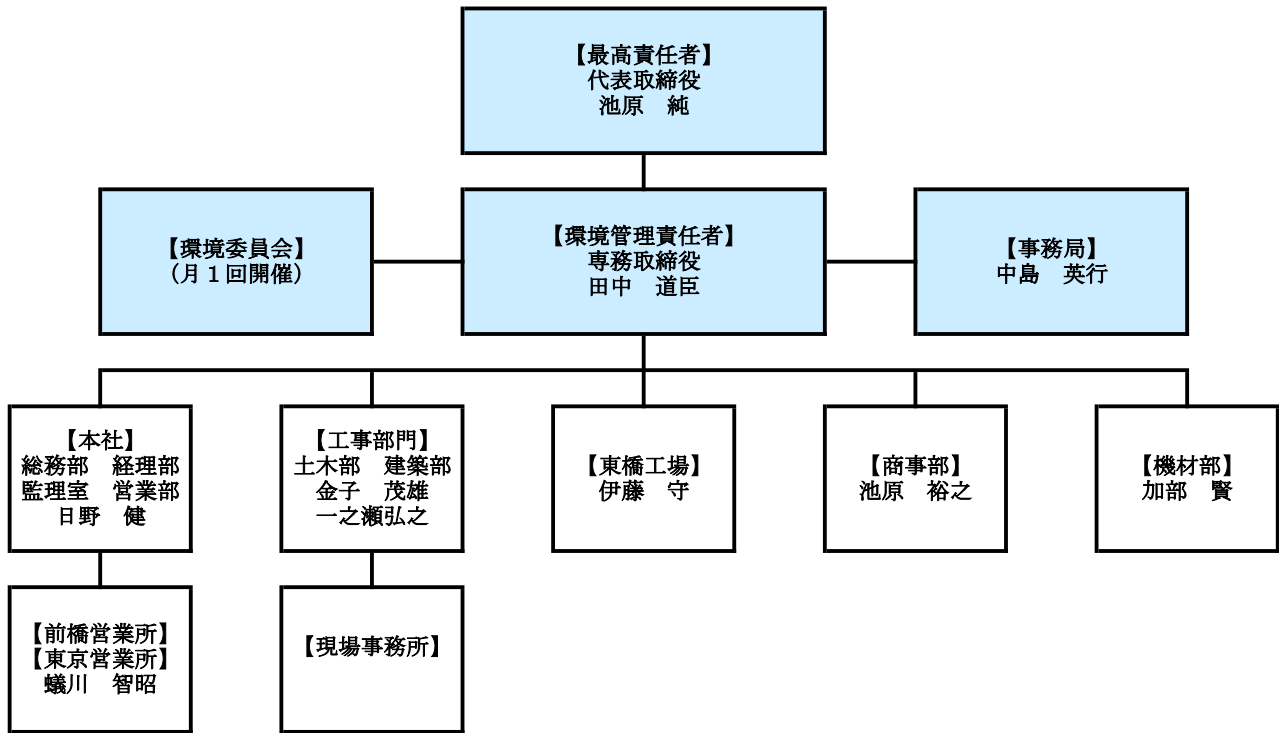 【最高責任者】
代表取締役
池原　純
【環境委員会】
（月１回開催）
【環境管理責任者】
専務取締役
田中　道臣
【事務局】
中島　英行
【本社】
総務部　経理部
監理室　営業部
日野　健
【工事部門】
土木部　建築部
金子　茂雄
一之瀬弘之
【東橋工場】
伊藤　守
【商事部】
池原　裕之
【機材部】
加部　賢
【前橋営業所】
【東京営業所】
蟻川　智昭
【現場事務所】